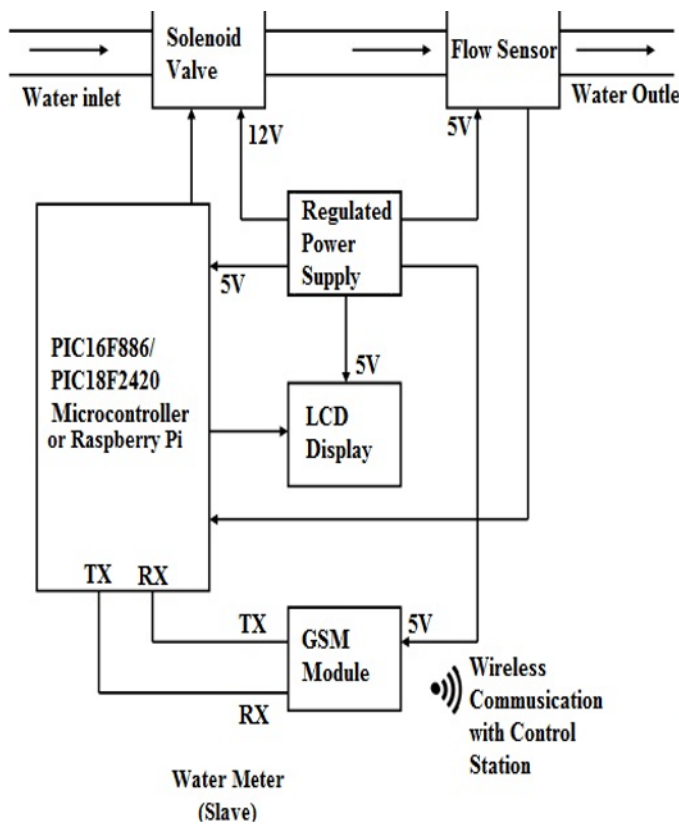 Solenoid
Valve
Flow Sensor
Water inlet
Water Outle
12V
5V
Regulated
Power
Supply
5V
5V
PIC16F886/
PIC18F2420
Microcontroller
or Raspberry Pi
LCD
Display
TX RX
TX
RX
GSM
Module
5V
Wireless
Commucication
with Control
Station
Water Meter
(Slave)